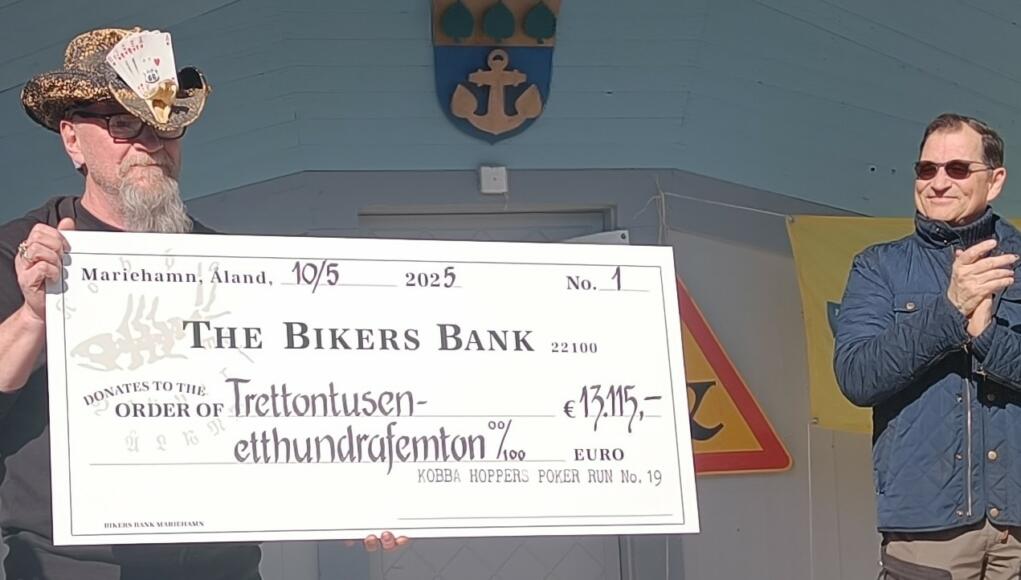 Mariehamn, Åland, 10/5 2025 No. 1
THE BIKERS BANK 22100
DONATES TO THE
ORDER OF Trettontusen- € 13.115,-
etthundrafemton 00/100 EURO
KOBBA HOPPERS POKER RUN No. 19
BIKERS BANK MARIEHAMN